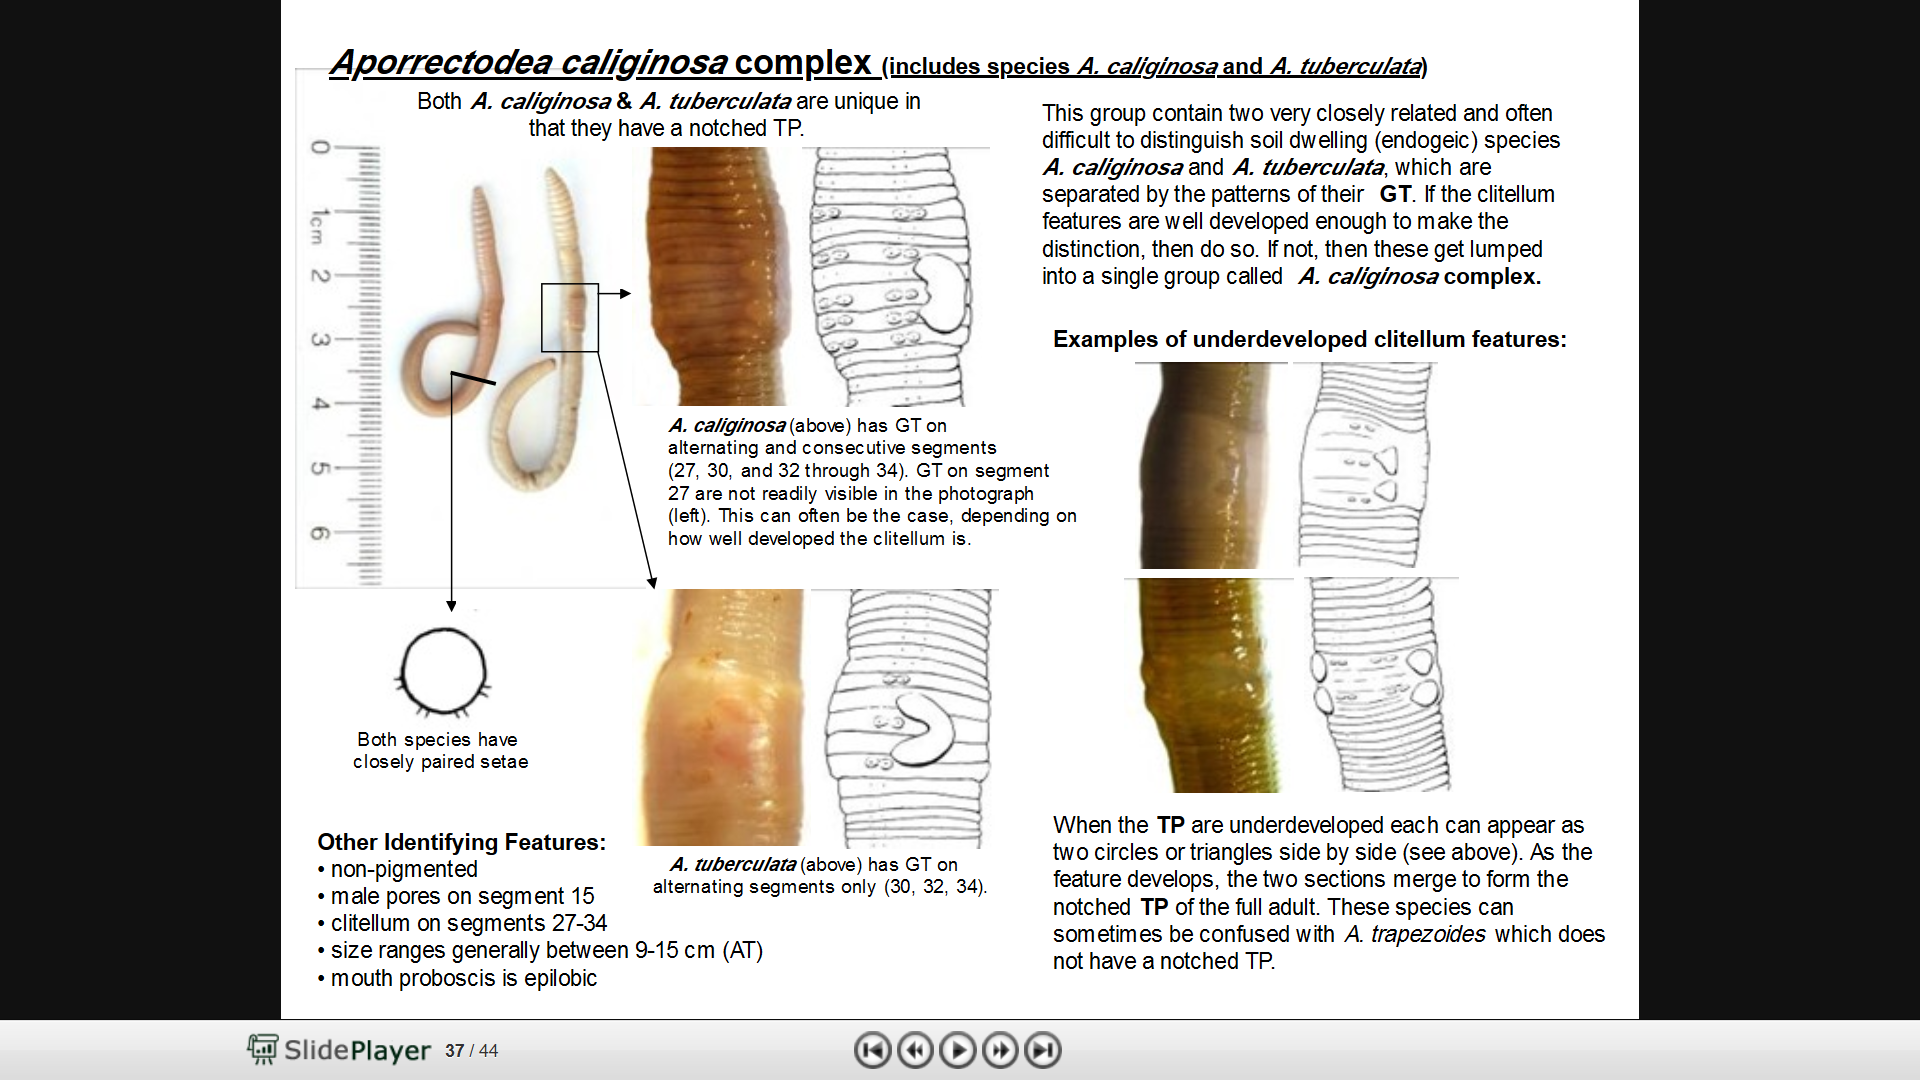 Aporrectodea caliginosa complex (includes species A. caliginosa and A. tuberculata)
Both A. caliginosa & A. tuberculata are unique in
that they have a notched TP.
0
1cm
2
3
4
5
6
Both species have
closely paired setae
Other Identifying Features:
• non-pigmented
• male pores on segment 15
• clitellum on segments 27-34
• size ranges generally between 9-15 cm (AT)
• mouth proboscis is epilobic
A. caliginosa (above) has GT on
alternating and consecutive segments
(27, 30, and 32 through 34). GT on segment
27 are not readily visible in the photograph
(left). This can often be the case, depending on
how well developed the clitellum is.
A. tuberculata (above) has GT on
alternating segments only (30, 32, 34).
This group contain two very closely related and often
difficult to distinguish soil dwelling (endogeic) species
A. caliginosa and A. tuberculata, which are
separated by the patterns of their GT. If the clitellum
features are well developed enough to make the
distinction, then do so. If not, then these get lumped
into a single group called A. caliginosa complex.
Examples of underdeveloped clitellum features:
When the TP are underdeveloped each can appear as
two circles or triangles side by side (see above). As the
feature develops, the two sections merge to form the
notched TP of the full adult. These species can
sometimes be confused with A. trapezoides which does
not have a notched TP.
SlidePlayer
37 / 44